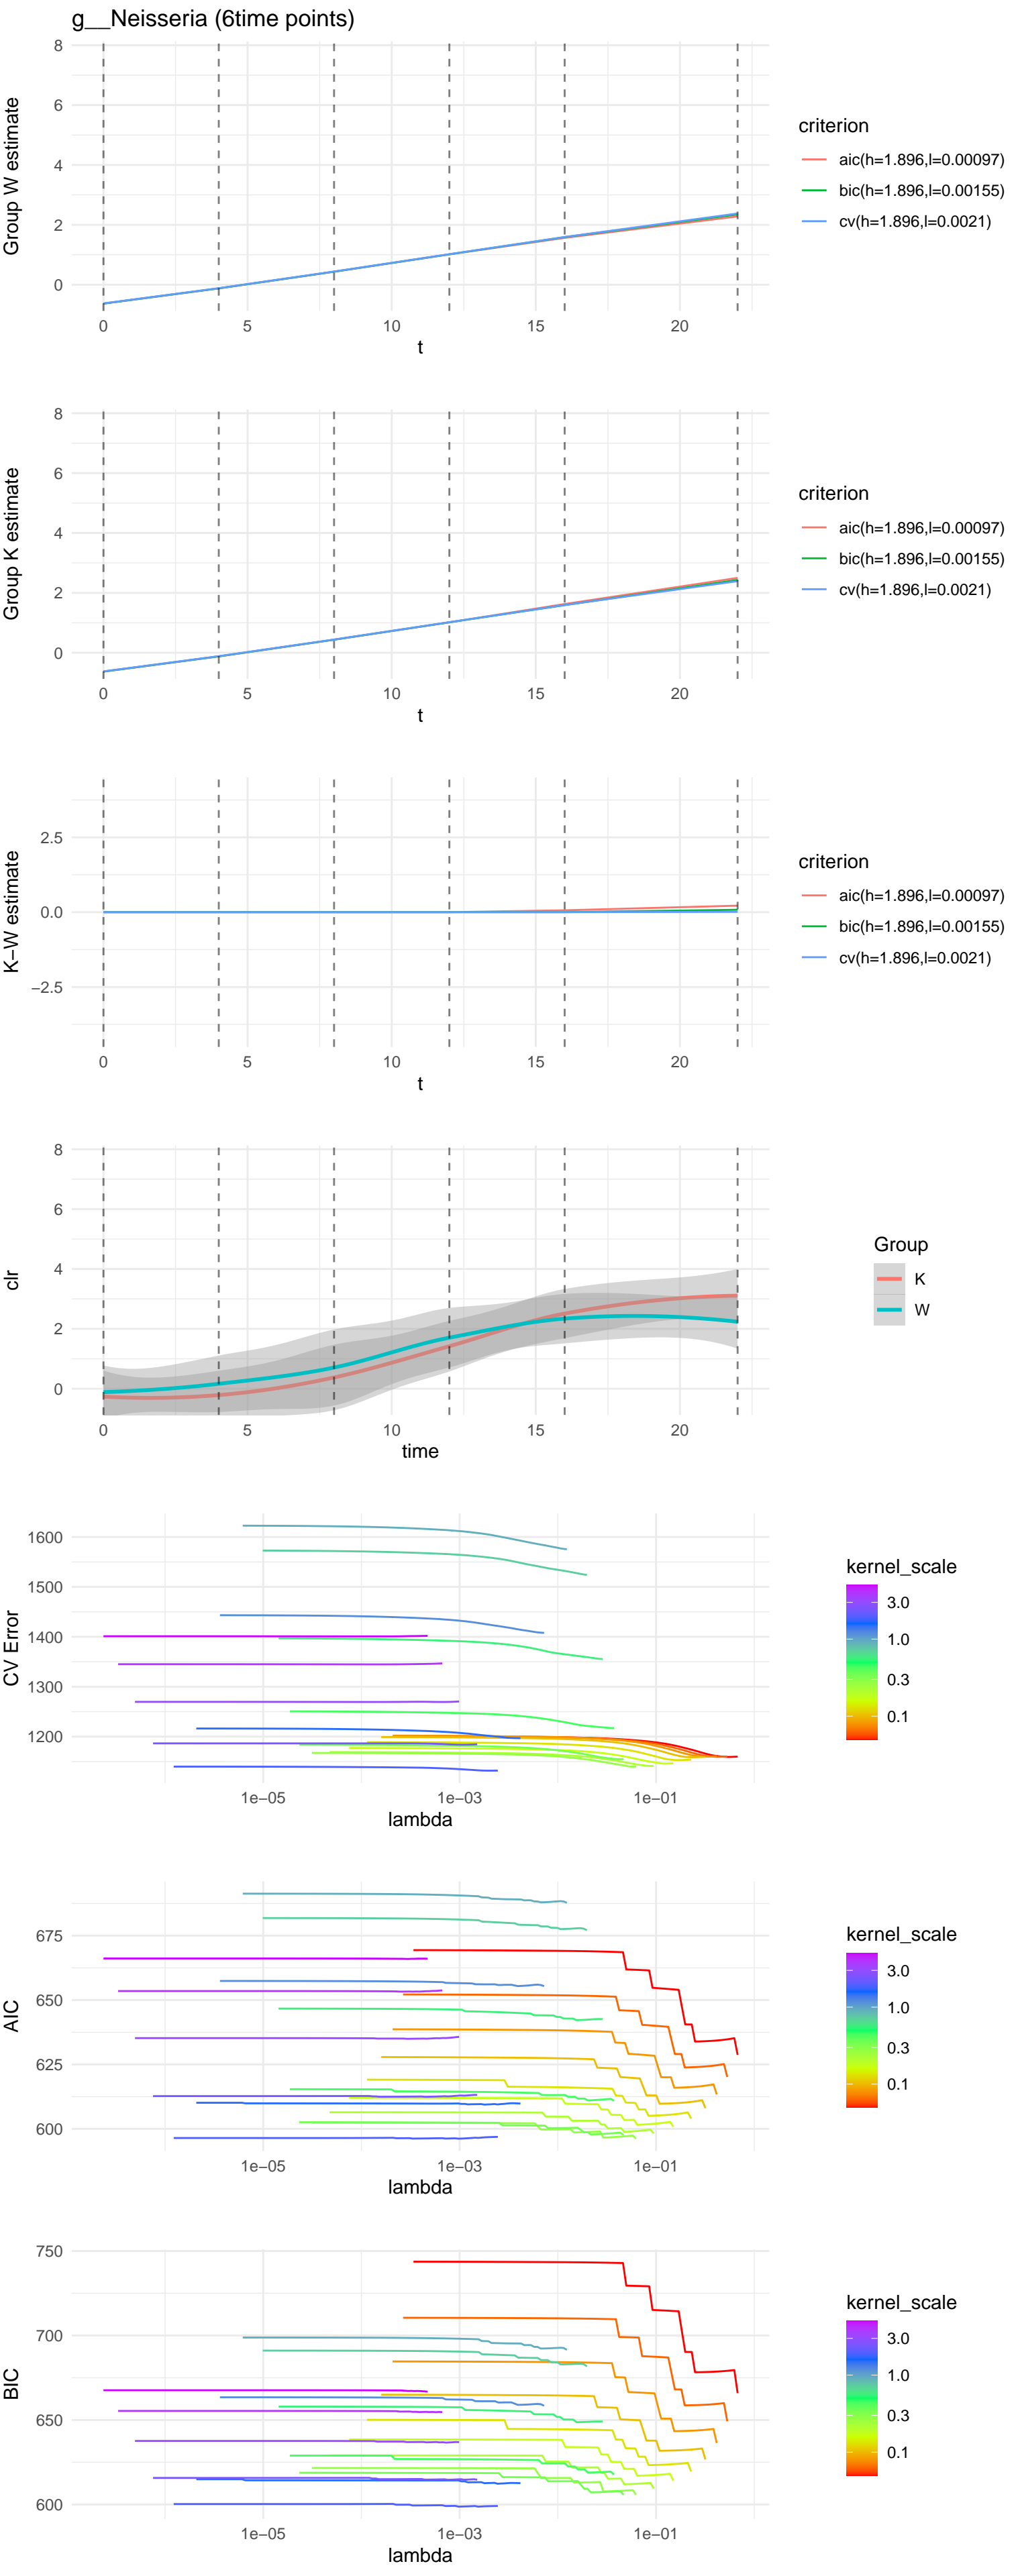 g__Neisseria (6time points)
Group W estimate
8
6
4
2
0
0 5 10 15 20
t
criterion
aic(h=1.896,l=0.00097)
bic(h=1.896,l=0.00155)
cv(h=1.896,l=0.0021)
Group K estimate
8
6
4
2
0
0 5 10 15 20
t
criterion
aic(h=1.896,l=0.00097)
bic(h=1.896,l=0.00155)
cv(h=1.896,l=0.0021)
K−W estimate
2.5
0.0
−2.5
0 5 10 15 20
t
criterion
aic(h=1.896,l=0.00097)
bic(h=1.896,l=0.00155)
cv(h=1.896,l=0.0021)
clr
8
6
4
2
0
0 5 10 15 20
time
Group
K
W
CV Error
1600
1500
1400
1300
1200
1e−05 1e−03 1e−01
lambda
kernel_scale
3.0
1.0
0.3
0.1
AIC
675
650
625
600
1e−05 1e−03 1e−01
lambda
kernel_scale
3.0
1.0
0.3
0.1
BIC
750
700
650
600
1e−05 1e−03 1e−01
lambda
kernel_scale
3.0
1.0
0.3
0.1